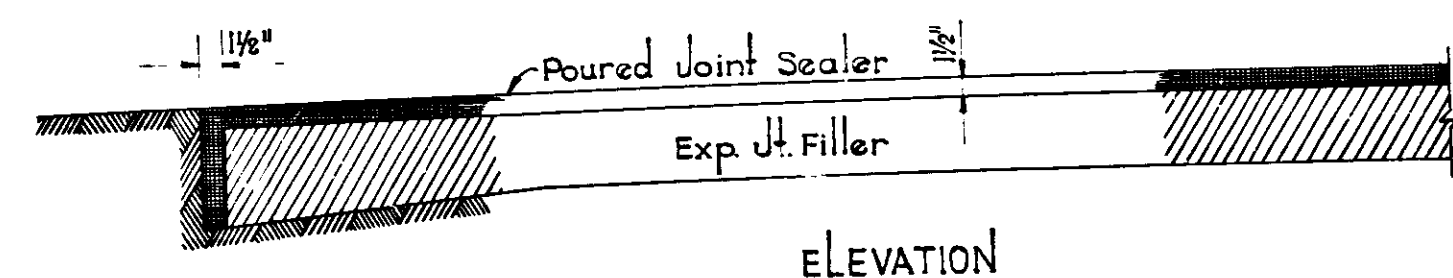 1½"
Poured Joint Sealer
1½"
Exp. Jt. Filler
ELEVATION